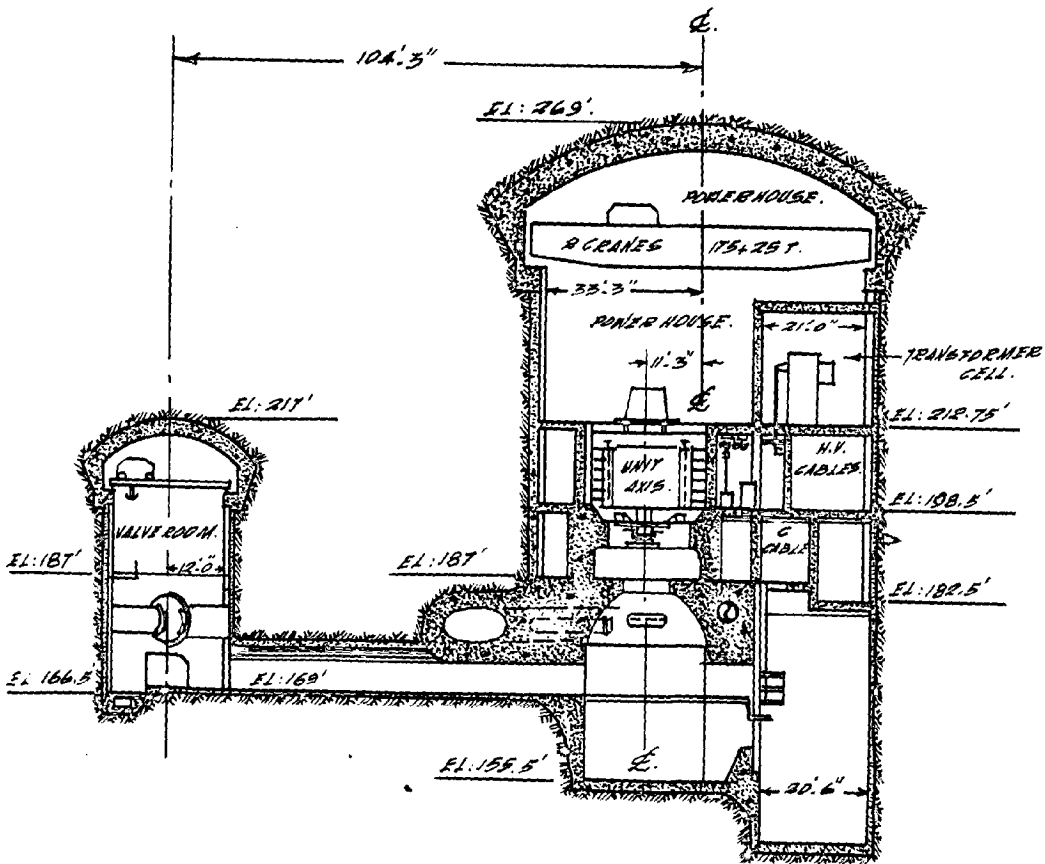 ℄.
104'-3"
EL: 269'.
POWERHOUSE.
2 CRANES 175+25 T.
33'-3"
POWER HOUSE.
21'-0"
11'-3"
TRANSFORMER
CELL.
℄
EL: 217'
EL: 212.75'
UNIT
AXIS.
H.V.
CABLES.
EL: 198.5'
VALVE ROOM.
C
CABLE
EL: 187'
12'-0"
EL: 187'
EL: 182.5'
EL 166.5
EL: 169'
EL: 155.5'
℄.
20'-6"